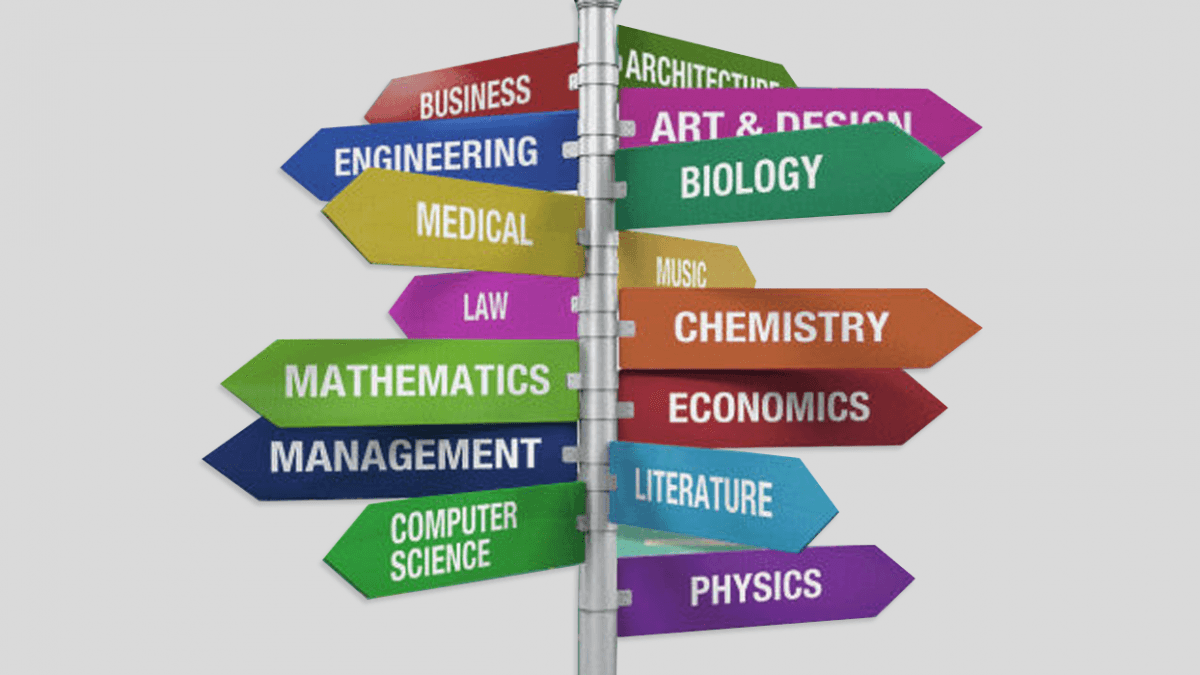 BUSINESS
ENGINEERING
MEDICAL
LAW
MATHEMATICS
MANAGEMENT
COMPUTER
SCIENCE
ARCHITECTURE
ART & DESIGN
BIOLOGY
MUSIC
CHEMISTRY
ECONOMICS
LITERATURE
PHYSICS